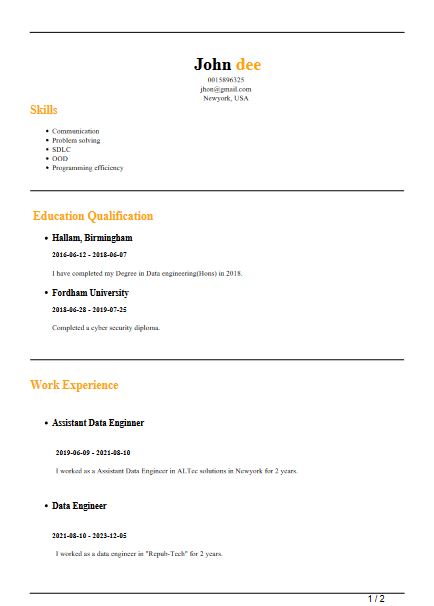 John dee
0015896325
jhon@gmail.com
Newyork, USA
Skills
Communication
Problem solving
SDLC
OOD
Programming efficiency
Education Qualification
Hallam, Birmingham
2016-06-12 - 2018-06-07
I have completed my Degree in Data engineering(Hons) in 2018.
Fordham University
2018-06-28 - 2019-07-25
Completed a cyber security diploma.
Work Experience
Assistant Data Enginner
2019-06-09 - 2021-08-10
I worked as a Assistant Data Engineer in ALTec solutions in Newyork for 2 years.
Data Engineer
2021-08-10 - 2023-12-05
I worked as a data engineer in "Repub-Tech" for 2 years.
1 / 2